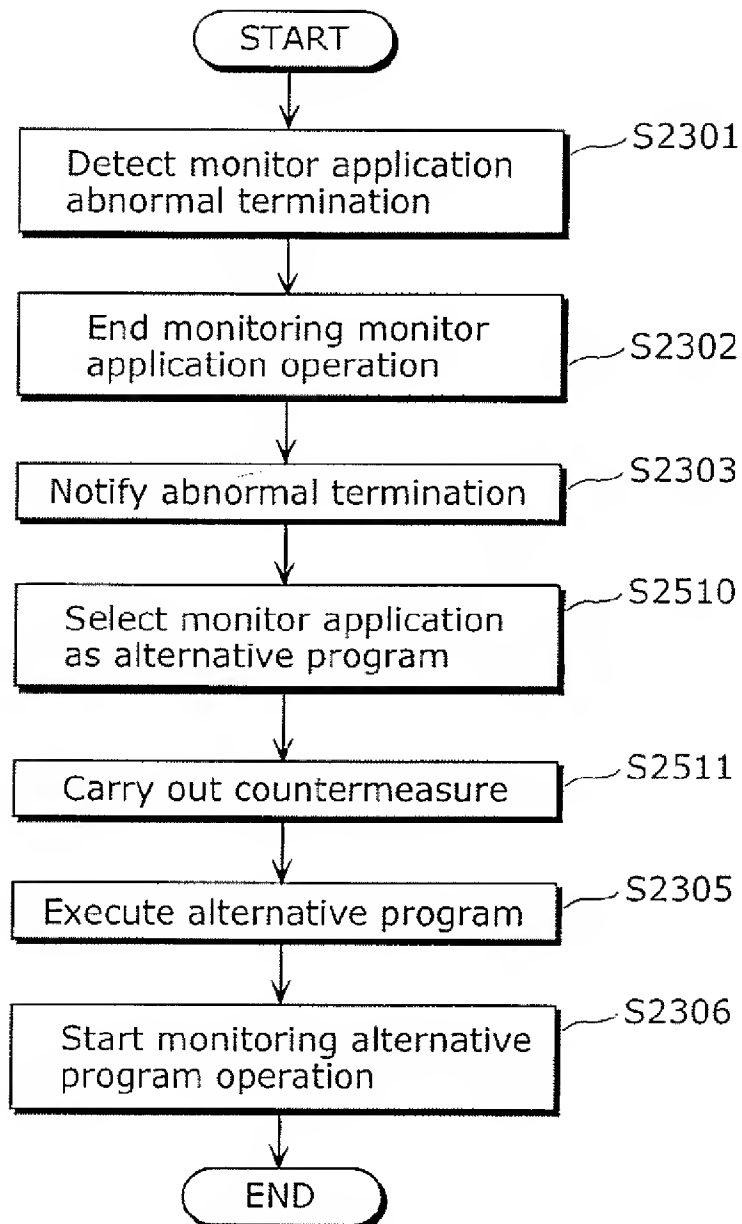 START
Detect monitor application
abnormal termination
S2301
End monitoring monitor
application operation
S2302
Notify abnormal termination
S2303
Select monitor application
as alternative program
S2510
Carry out countermeasure
S2511
Execute alternative program
S2305
Start monitoring alternative
program operation
S2306
END